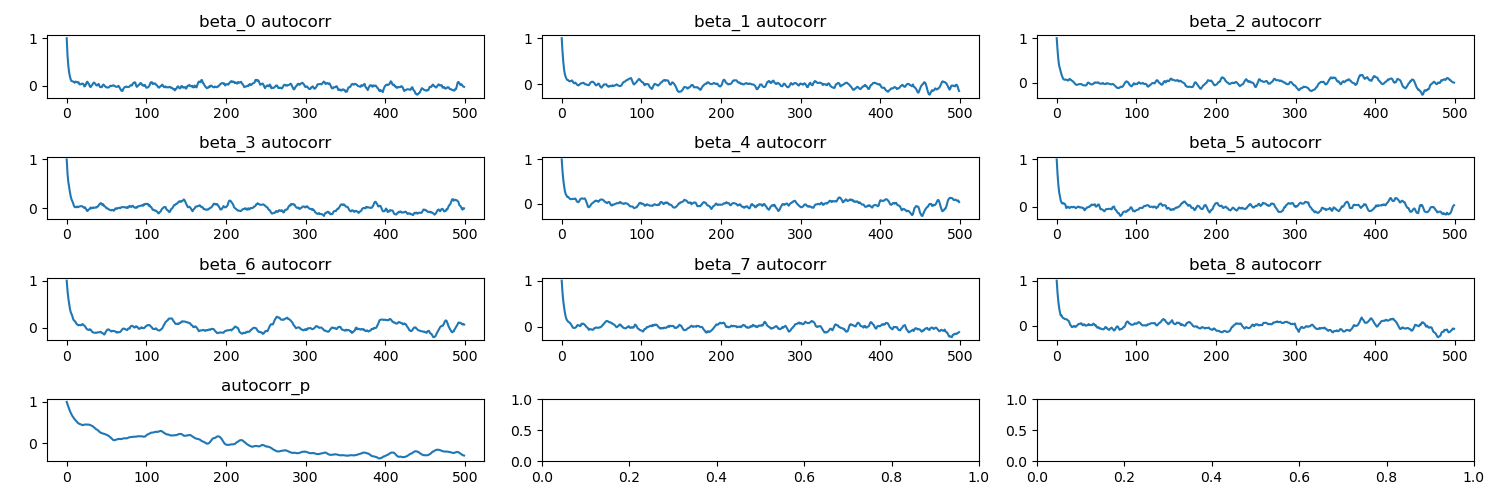 beta_0 autocorr beta_1 autocorr beta_2 autocorr
1 1 1
0 0 0
0 100 200 300 400 500 0 100 200 300 400 500 0 100 200 300 400 500
beta_3 autocorr beta_4 autocorr beta_5 autocorr
1 1 1
0 0 0
0 100 200 300 400 500 0 100 200 300 400 500 0 100 200 300 400 500
beta_6 autocorr beta_7 autocorr beta_8 autocorr
1 1 1
0 0 0
0 100 200 300 400 500 0 100 200 300 400 500 0 100 200 300 400 500
autocorr_p
1 1.0 1.0
0 0.5 0.5
0.0 0.0
0 100 200 300 400 500 0.0 0.2 0.4 0.6 0.8 1.0 0.0 0.2 0.4 0.6 0.8 1.0